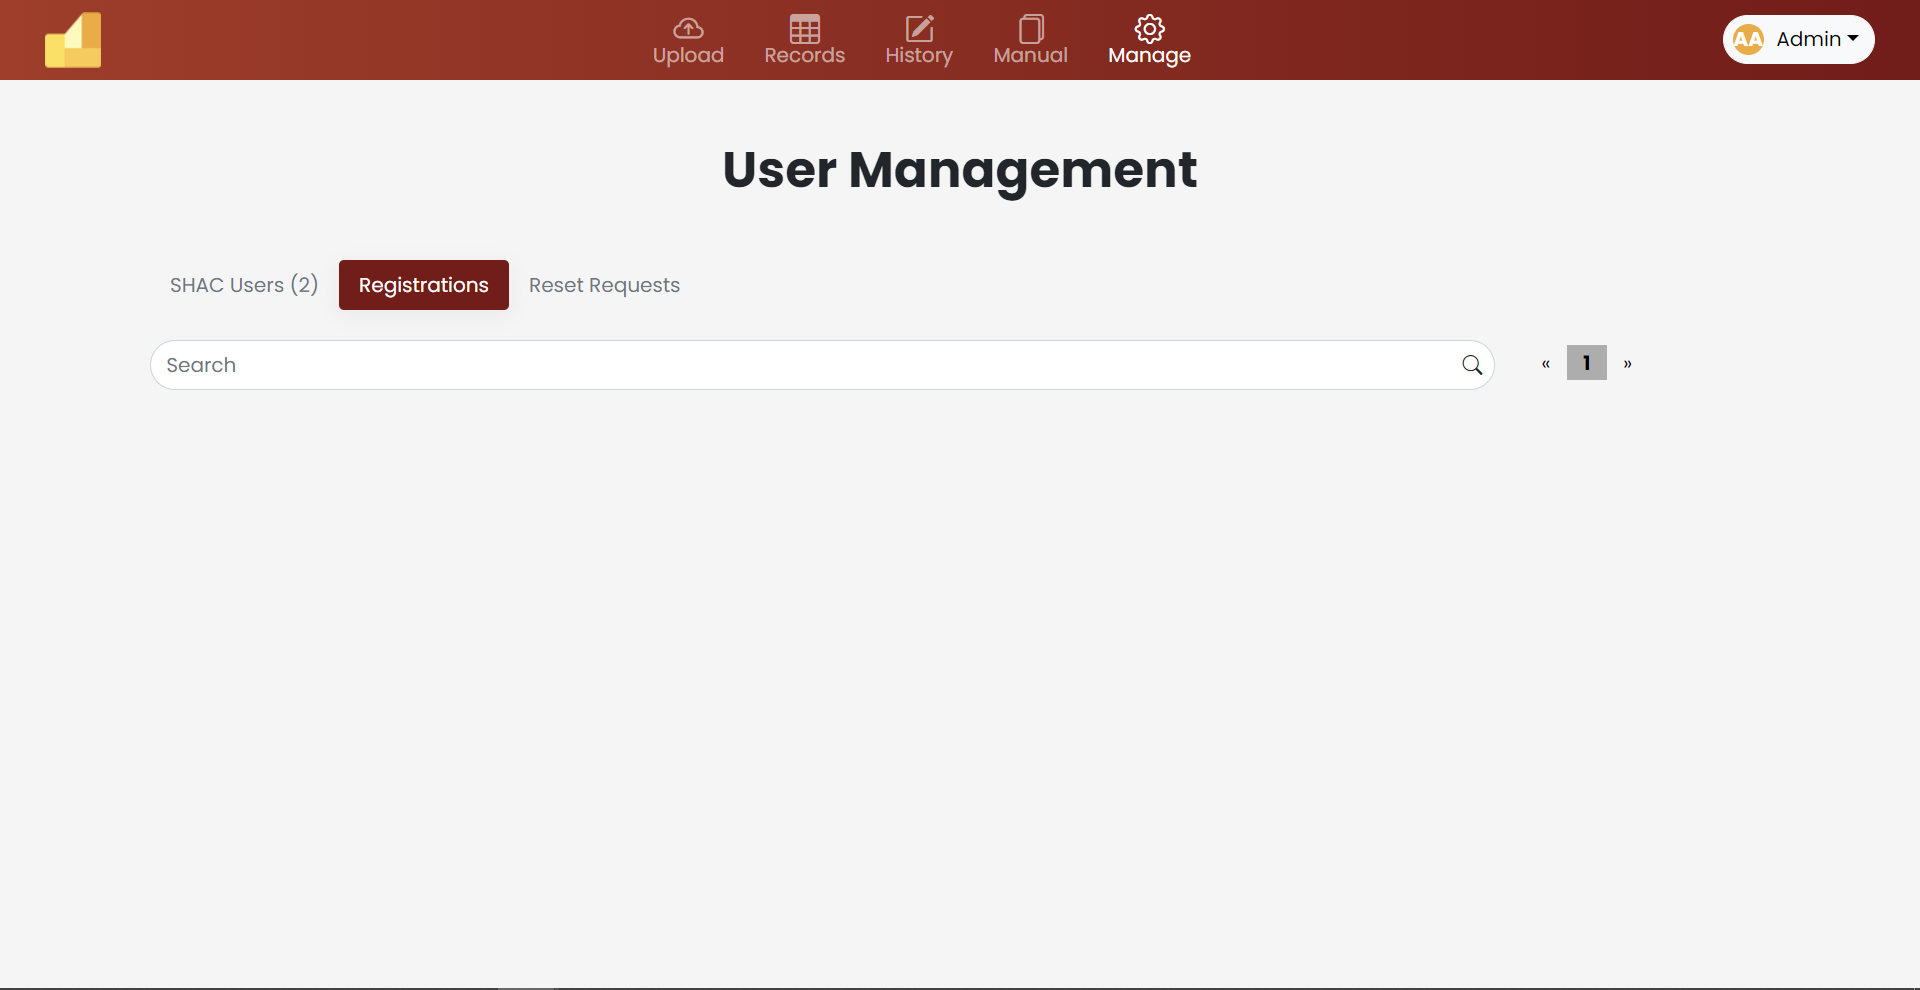 Upload
Records
History
Manual
Manage
AA Admin
User Management
SHAC Users (2)
Registrations
Reset Requests
Search
« 1 »